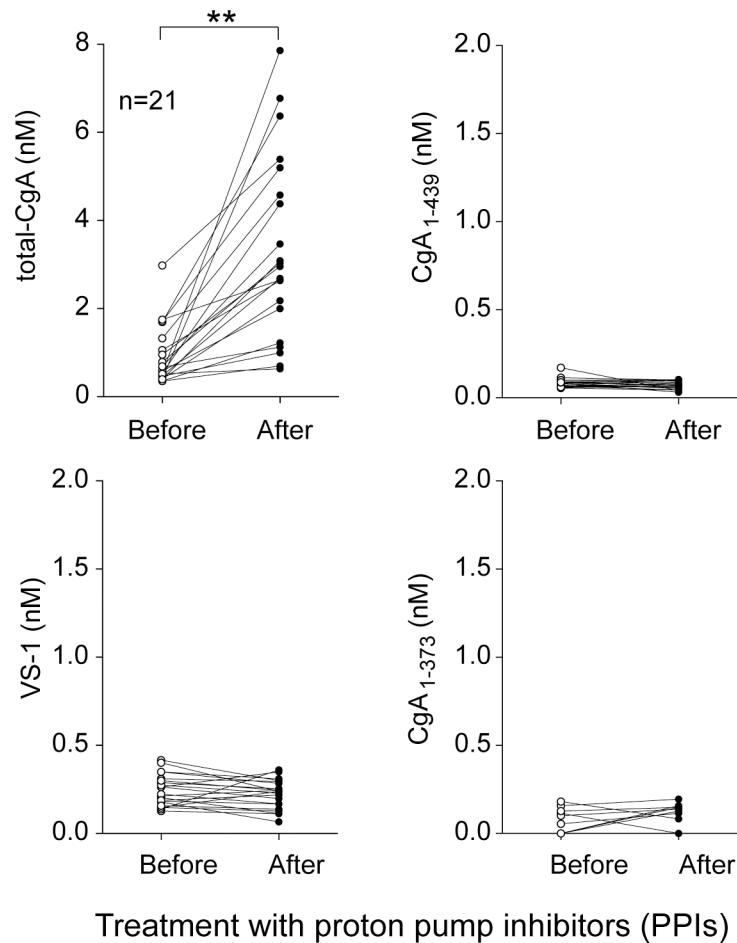 **
n=21
total-CgA (nM)
8
6
4
2
0
Before After
CgA1-439 (nM)
2.0
1.5
1.0
0.5
0.0
Before After
VS-1 (nM)
2.0
1.5
1.0
0.5
0.0
Before After
CgA1-373 (nM)
2.0
1.5
1.0
0.5
0.0
Before After
Treatment with proton pump inhibitors (PPIs)